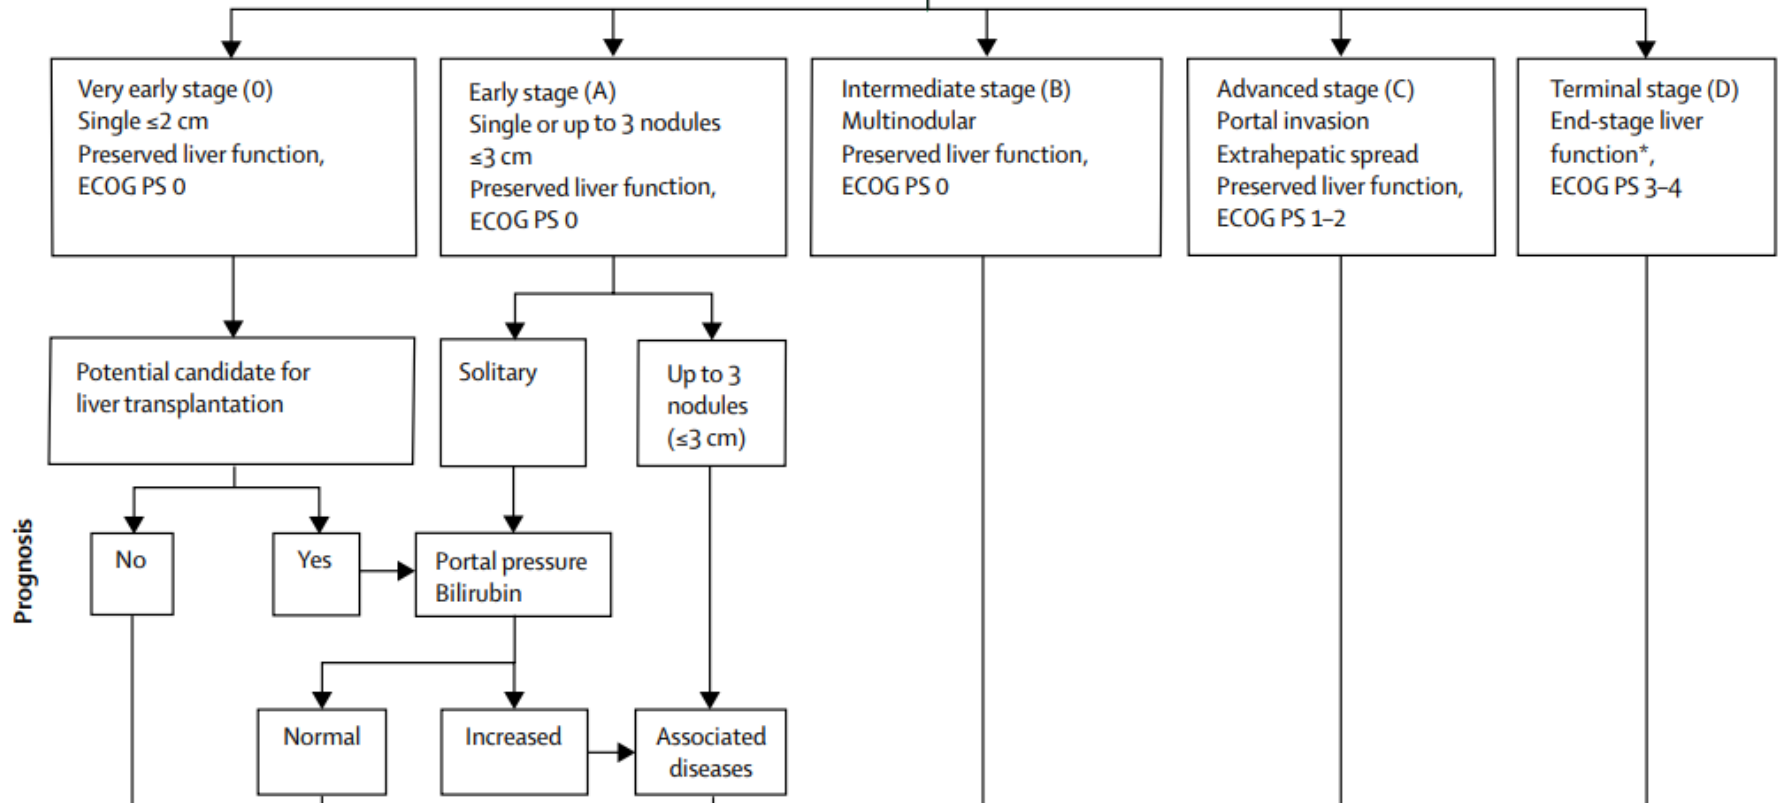 Very early stage (0)
Single ≤2 cm
Preserved liver function,
ECOG PS 0
Early stage (A)
Single or up to 3 nodules
≤3 cm
Preserved liver function,
ECOG PS 0
Intermediate stage (B)
Multinodular
Preserved liver function,
ECOG PS 0
Advanced stage (C)
Portal invasion
Extrahepatic spread
Preserved liver function,
ECOG PS 1–2
Terminal stage (D)
End-stage liver
function*,
ECOG PS 3–4
Potential candidate for
liver transplantation
Solitary
Up to 3
nodules
(≤3 cm)
Prognosis
No
Yes
Portal pressure
Bilirubin
Normal
Increased
Associated
diseases